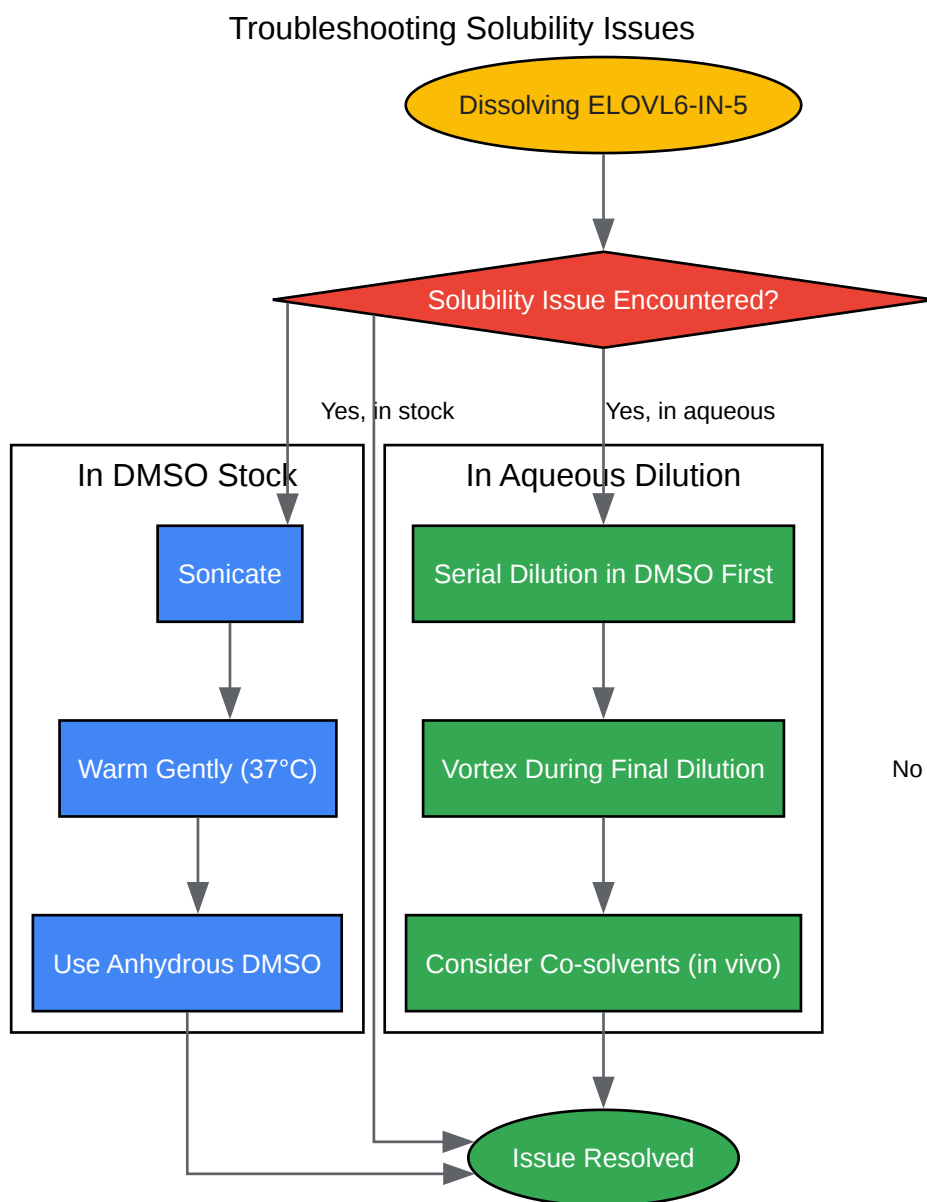 Troubleshooting Solubility Issues
Dissolving ELOVL6-IN-5
Solubility Issue Encountered?
Yes, in stock
Yes, in aqueous
In DMSO Stock
In Aqueous Dilution
Sonicate
Serial Dilution in DMSO First
Warm Gently (37°C)
Vortex During Final Dilution
No
Use Anhydrous DMSO
Consider Co-solvents (in vivo)
Issue Resolved